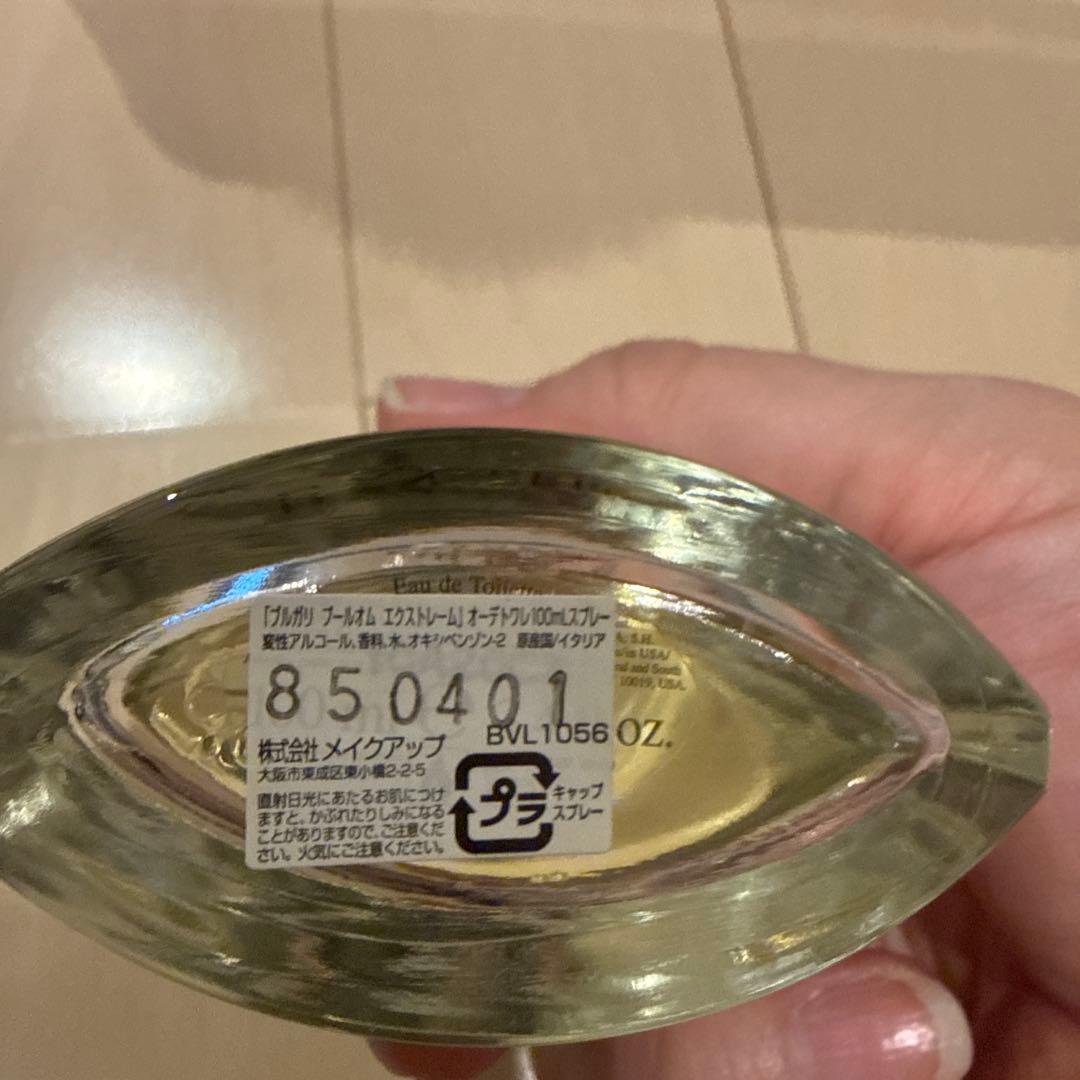 Eau de Toilette
「ブルガリ プールオム エクストレーム」オーデトワレ100mLスプレー
変性アルコール、香料、水、オキシベンゾン-2 原産国/イタリア
850401
BVL1056
株式会社 メイクアップ
大阪市東成区東小橋2-2-5
直射日光にあたるお肌につけ
ますと、かぶれたりしみになる
ことがありますので、ご注意くだ
さい。火気にご注意ください。
プラ
キャップ
スプレー
S.H.
in USA/
and South
10019, USA.
OZ.